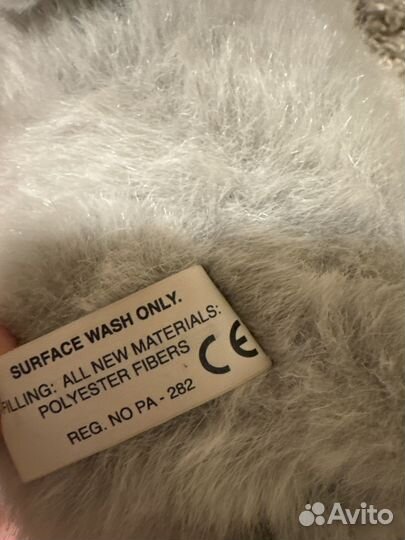 SURFACE WASH ONLY.
FILLING: ALL NEW MATERIALS:
POLYESTER FIBERS
CE
REG. NO PA - 282
Avito